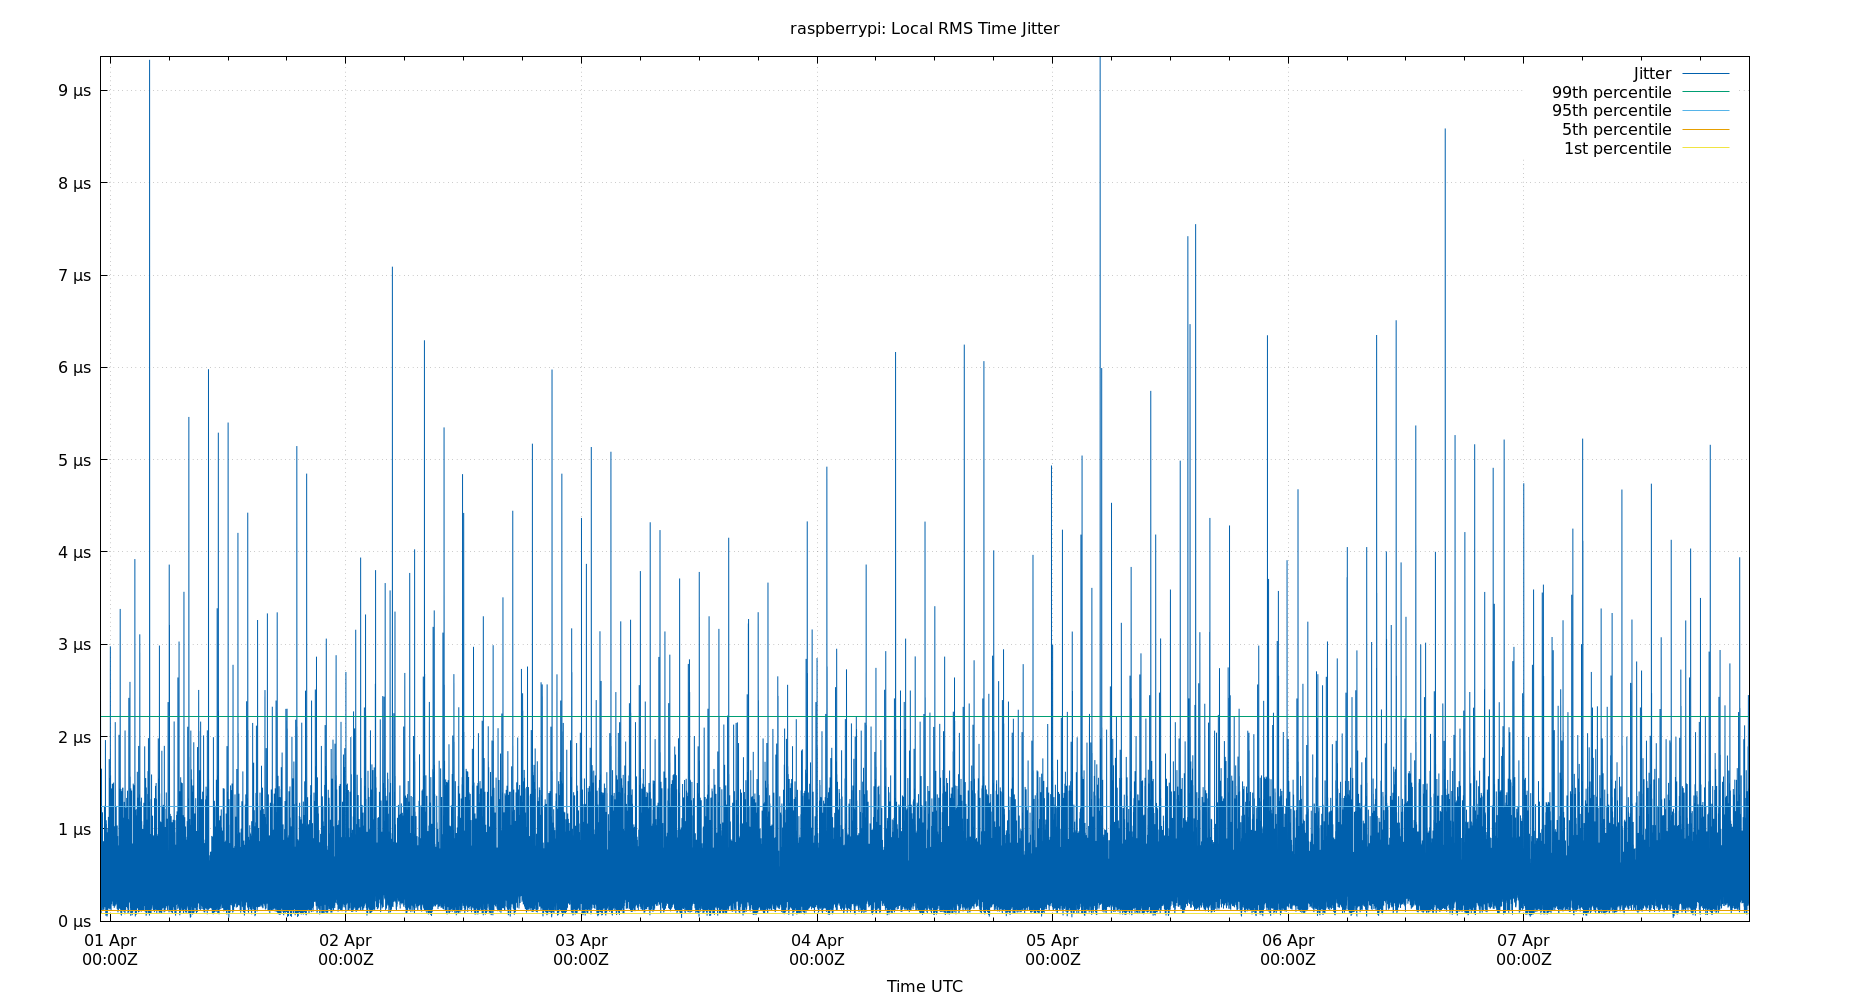 raspberrypi: Local RMS Time Jitter
Jitter
99th percentile
95th percentile
5th percentile
1st percentile
9 µs
8 µs
7 µs
6 µs
5 µs
4 µs
3 µs
2 µs
1 µs
0 µs
01 Apr 02 Apr 03 Apr 04 Apr 05 Apr 06 Apr 07 Apr
00:00Z 00:00Z 00:00Z 00:00Z 00:00Z 00:00Z 00:00Z
Time UTC